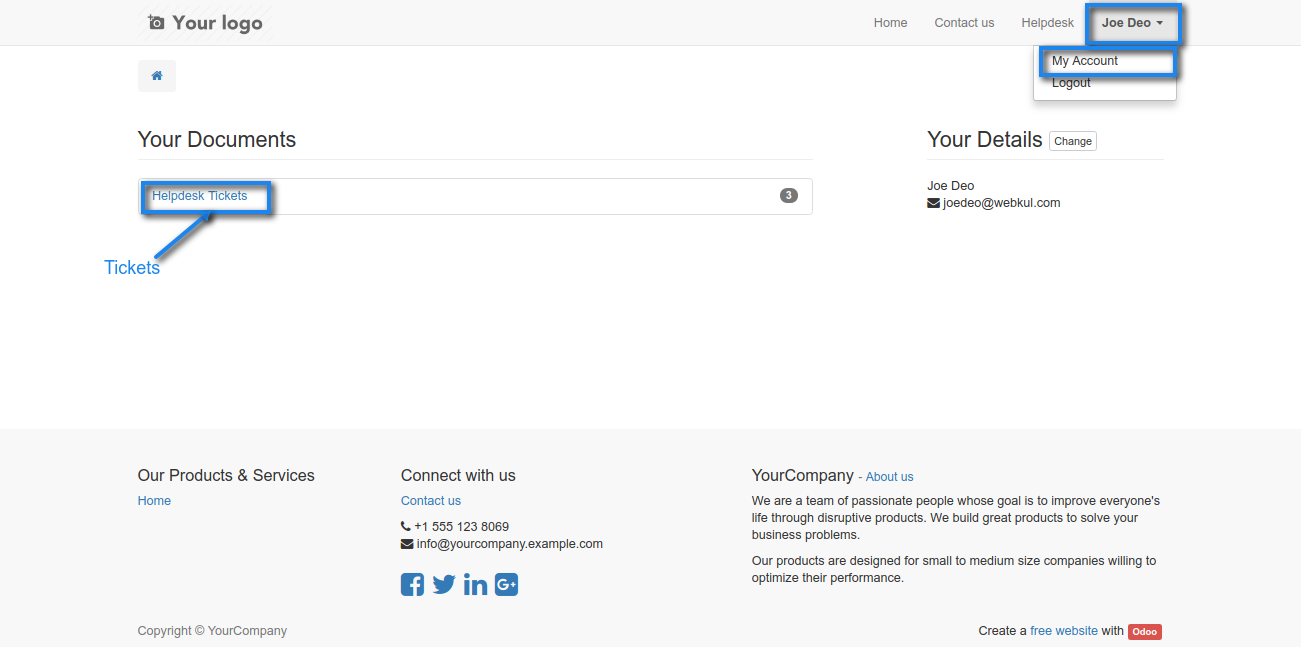 Your logo
Home Contact us Helpdesk Joe Deo
My Account
Logout
Your Documents
Helpdesk Tickets 3
Tickets
Your Details Change
Joe Deo
joedeo@webkul.com
Our Products & Services
Home
Connect with us
Contact us
+1 555 123 8069
info@yourcompany.example.com
G+
YourCompany - About us
We are a team of passionate people whose goal is to improve everyone's
life through disruptive products. We build great products to solve your
business problems.
Our products are designed for small to medium size companies willing to
optimize their performance.
Copyright © YourCompany
Create a free website with Odoo